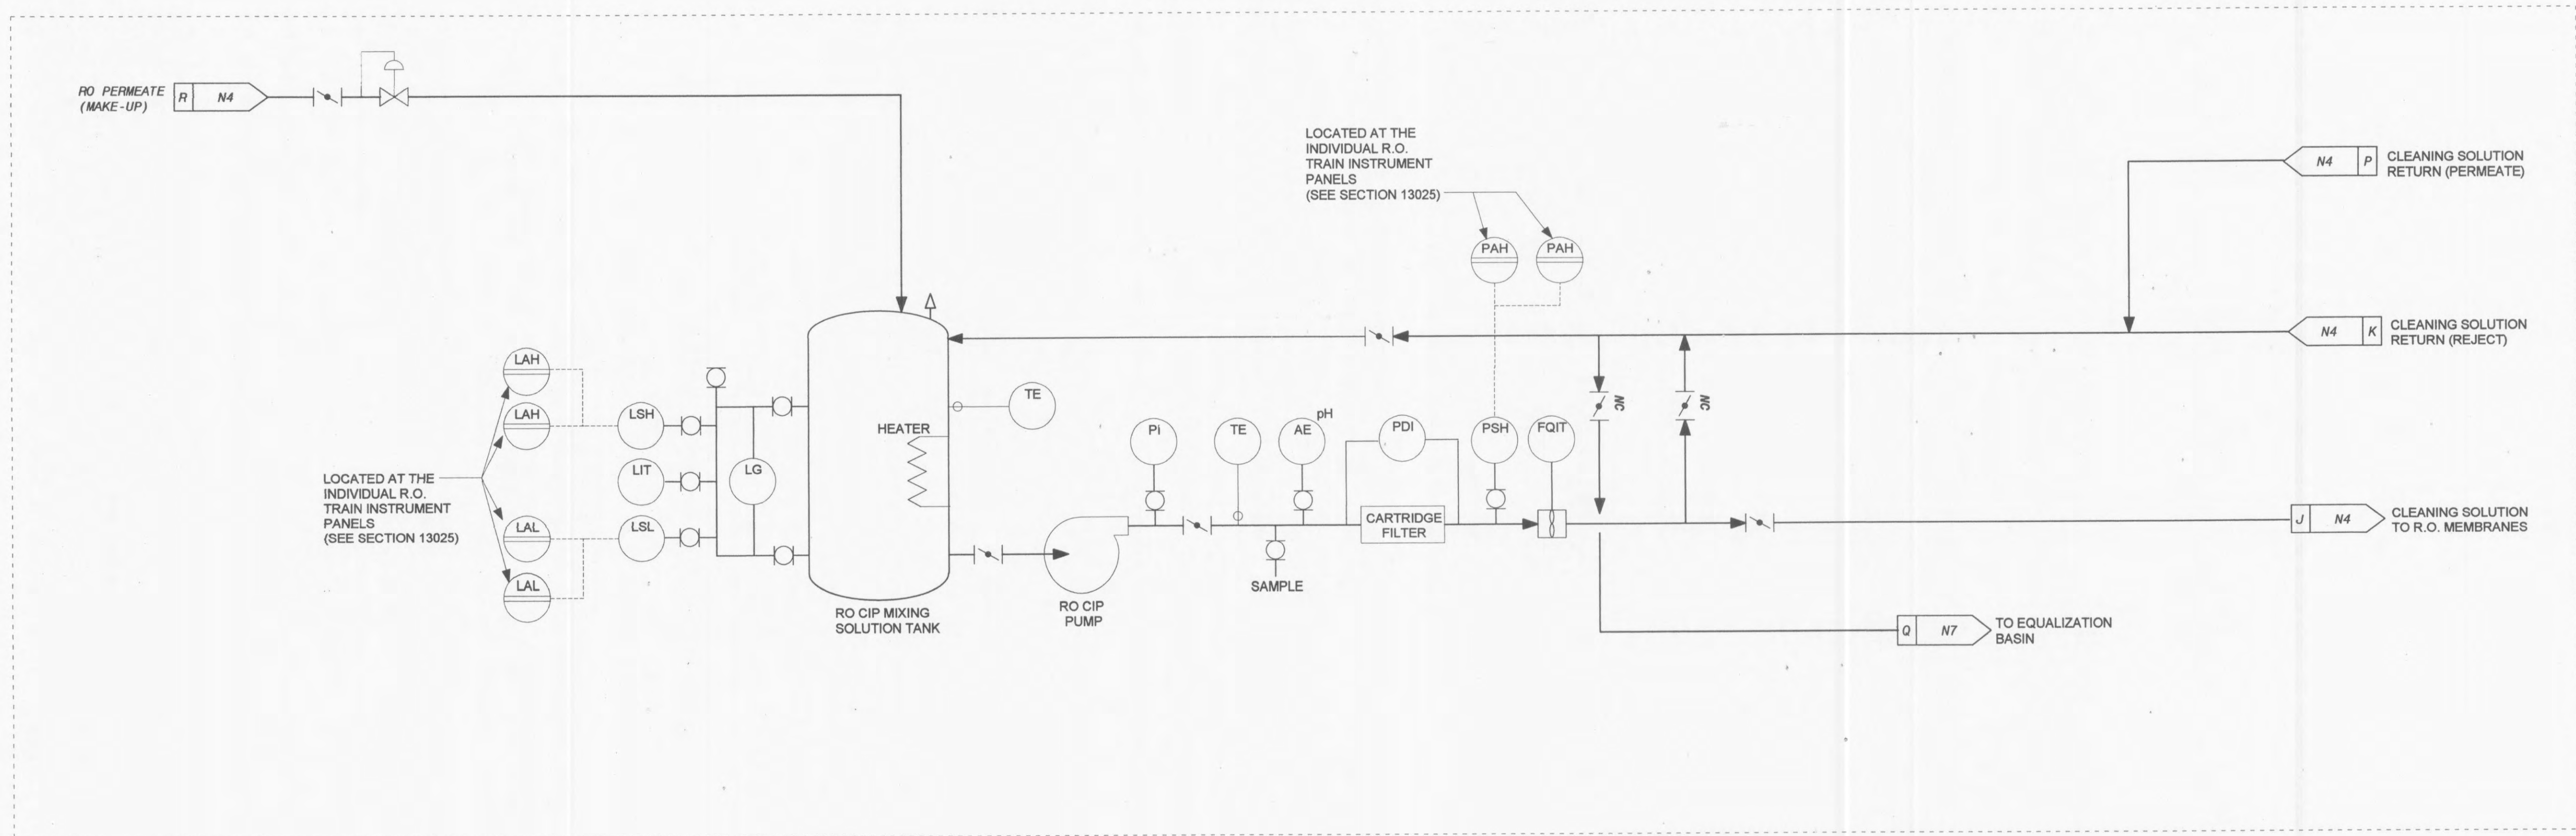 RO PERMEATE
(MAKE-UP)
R N4
LOCATED AT THE
INDIVIDUAL R.O.
TRAIN INSTRUMENT
PANELS
(SEE SECTION 13025)
N4 P
CLEANING SOLUTION
RETURN (PERMEATE)
PAH
PAH
N4 K
CLEANING SOLUTION
RETURN (REJECT)
LAH
LAH
LSH
LIT
LG
LAL
LSL
LAL
LOCATED AT THE
INDIVIDUAL R.O.
TRAIN INSTRUMENT
PANELS
(SEE SECTION 13025)
HEATER
TE
RO CIP MIXING
SOLUTION TANK
RO CIP
PUMP
Pi
TE
AE
pH
SAMPLE
PDI
CARTRIDGE
FILTER
PSH
FQIT
NC
NC
J N4
CLEANING SOLUTION
TO R.O. MEMBRANES
Q N7
TO EQUALIZATION
BASIN